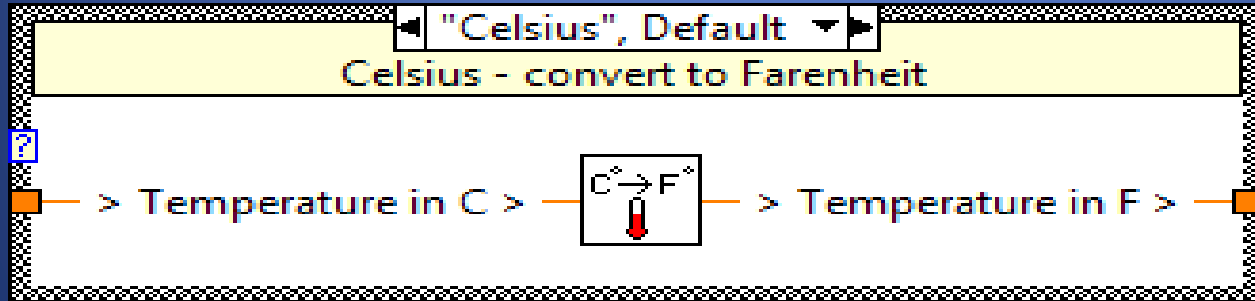 "Celsius", Default
Celsius - convert to Farenheit
?
C°→F°
> Temperature in C >
> Temperature in F >